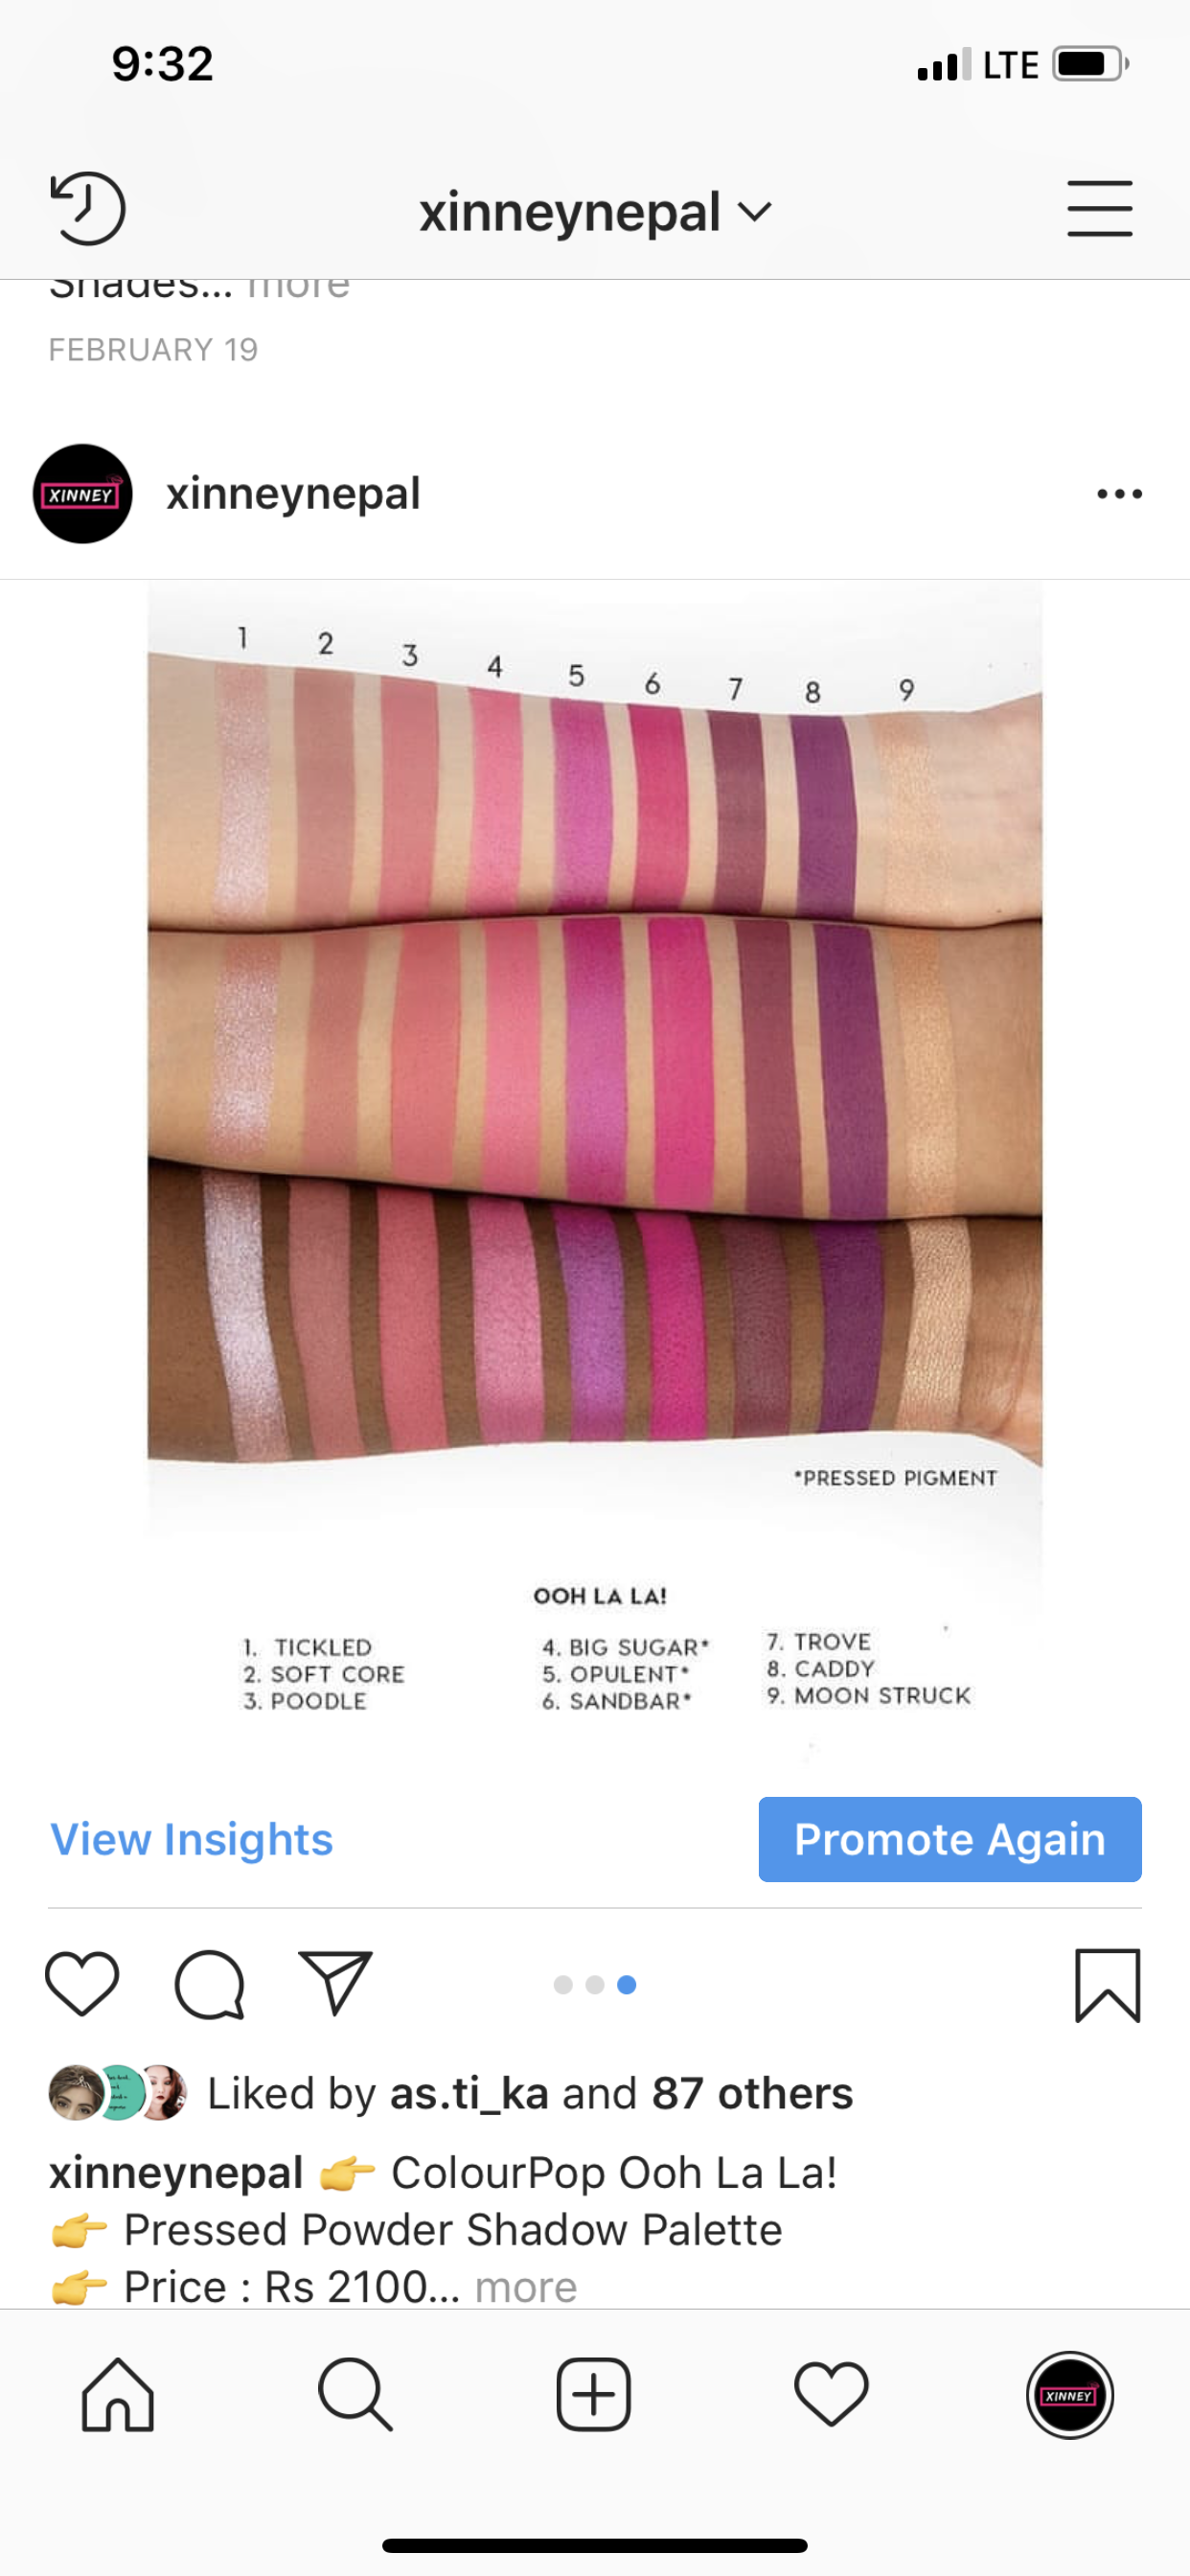 9:32 LTE
xinneynepal
Shades... more
FEBRUARY 19
XINNEY xinneynepal
1 2 3 4 5 6 7 8 9
*PRESSED PIGMENT
OOH LA LA!
1. TICKLED
2. SOFT CORE
3. POODLE
4. BIG SUGAR*
5. OPULENT*
6. SANDBAR*
7. TROVE
8. CADDY
9. MOON STRUCK
View Insights Promote Again
Liked by as.ti_ka and 87 others
xinneynepal 👉 ColourPop Ooh La La!
👉 Pressed Powder Shadow Palette
👉 Price : Rs 2100... more
XINNEY